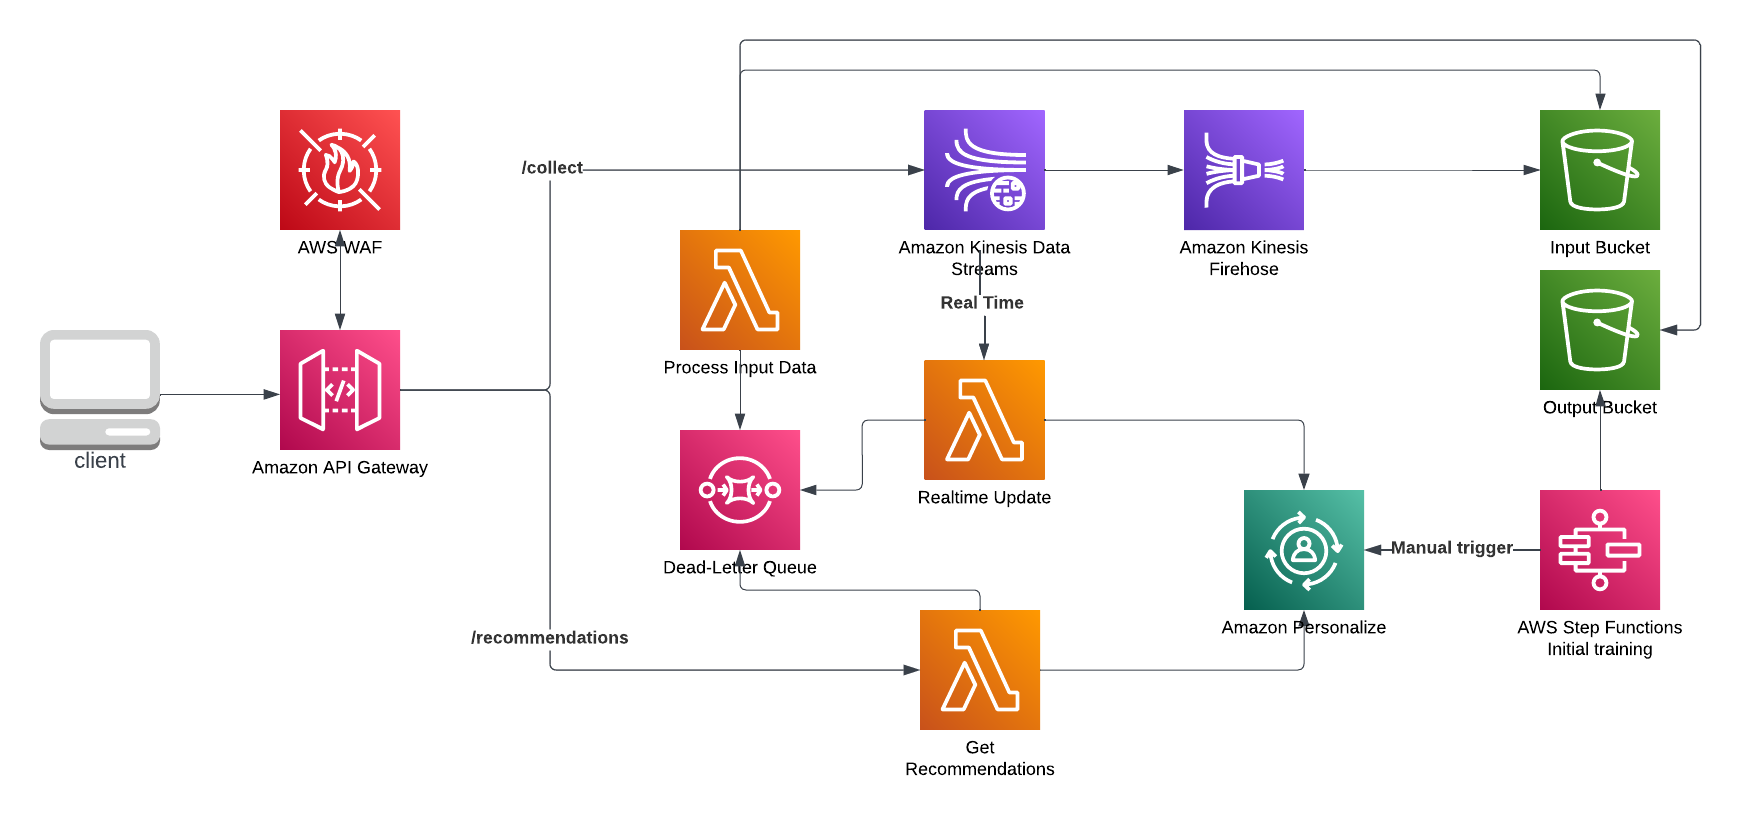 /collect
AWS WAF
Amazon Kinesis Data
Streams
Amazon Kinesis
Firehose
Input Bucket
Real Time
Process Input Data
Output Bucket
client
Amazon API Gateway
Realtime Update
Manual trigger
Dead-Letter Queue
/recommendations
Amazon Personalize
AWS Step Functions
Initial training
Get
Recommendations